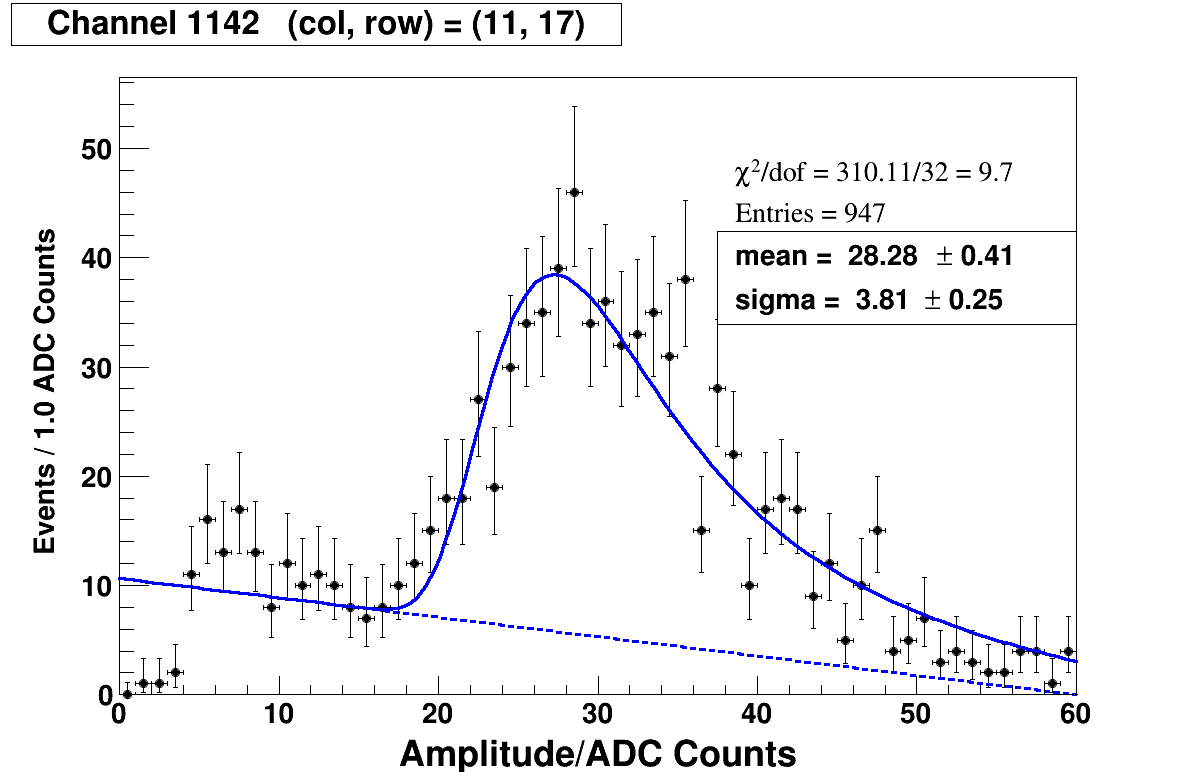 Channel 1142 (col, row) = (11, 17)
χ²/dof = 310.11/32 = 9.7
Entries = 947
mean = 28.28 ± 0.41
sigma = 3.81 ± 0.25
Events / 1.0 ADC Counts
50
40
30
20
10
0
0 10 20 30 40 50 60
Amplitude/ADC Counts